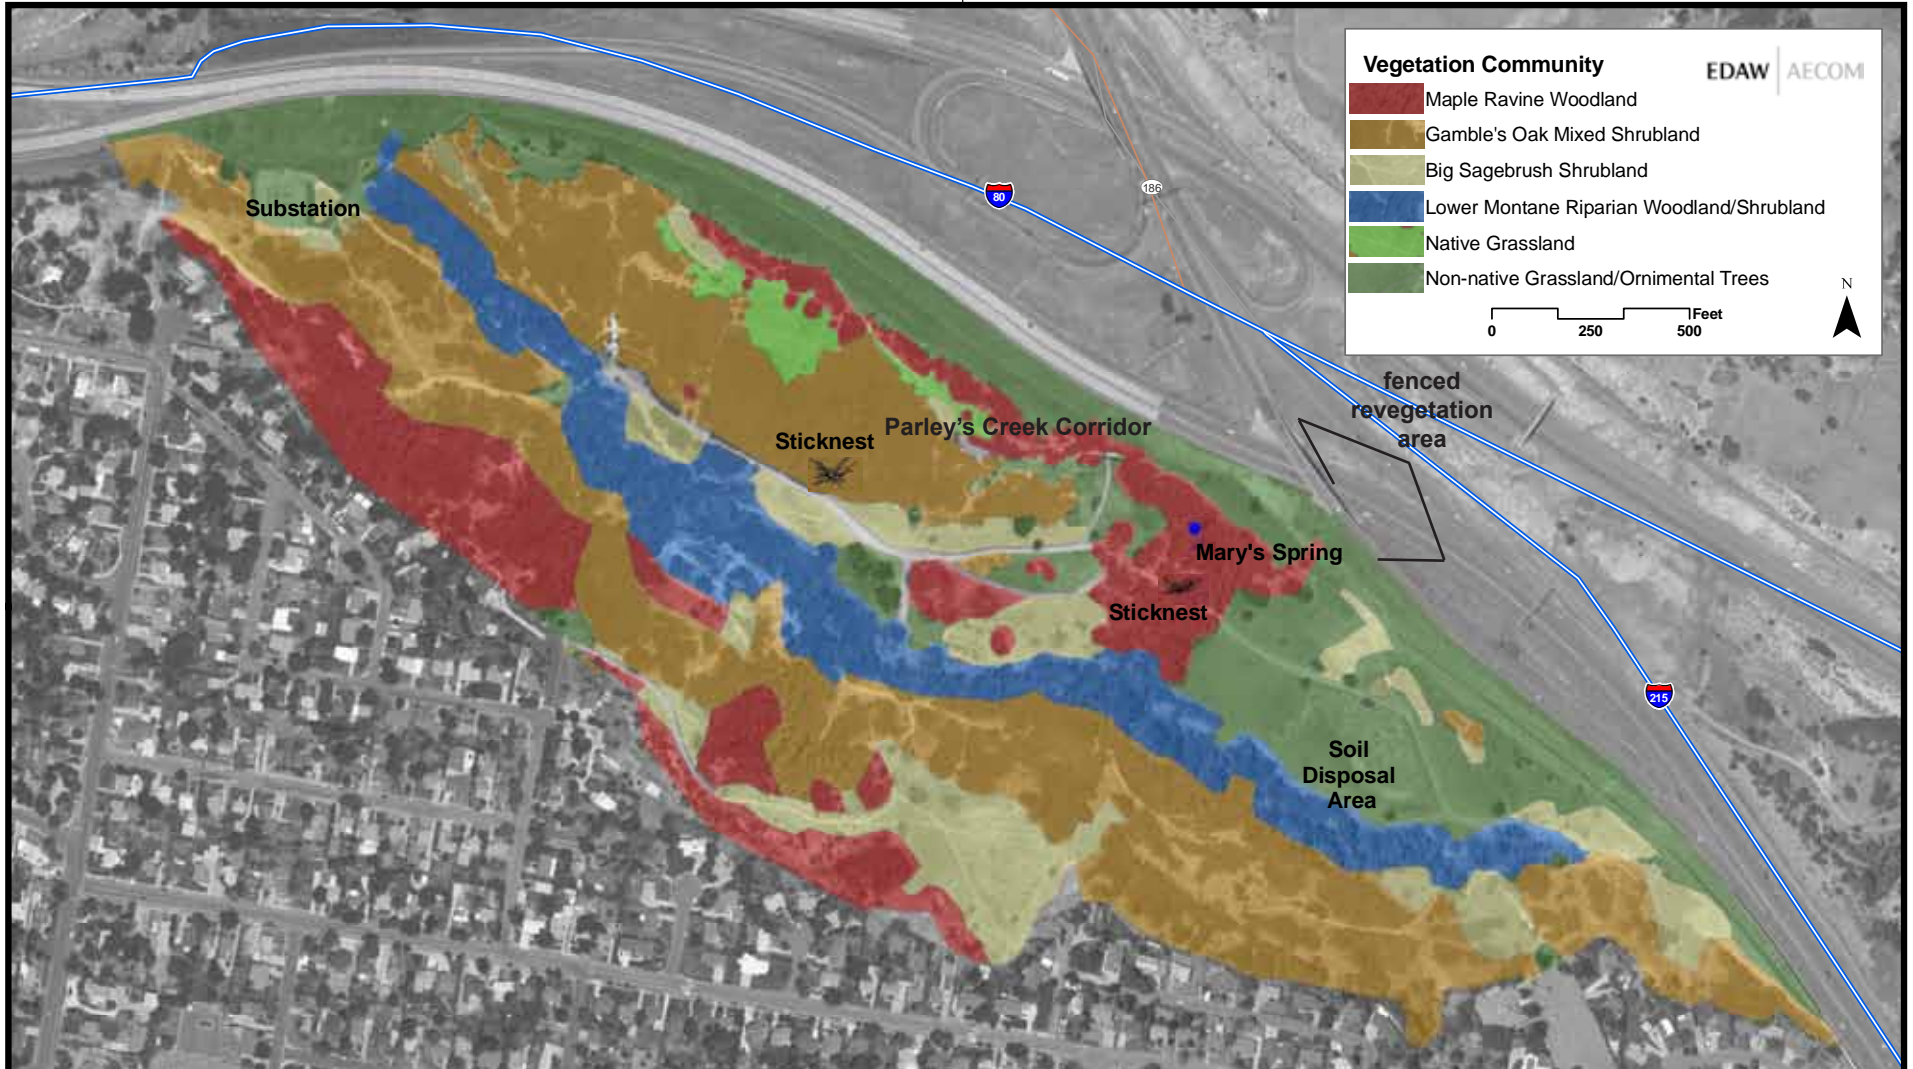 Vegetation Community
EDAW AECOM
Maple Ravine Woodland
Gamble's Oak Mixed Shrubland
Big Sagebrush Shrubland
Lower Montane Riparian Woodland/Shrubland
Native Grassland
Non-native Grassland/Ornimental Trees
N
Feet
0 250 500
80
186
Substation
fenced
revegetation
area
Parley’s Creek Corridor
Sticknest
Mary's Spring
Sticknest
215
Soil
Disposal
Area